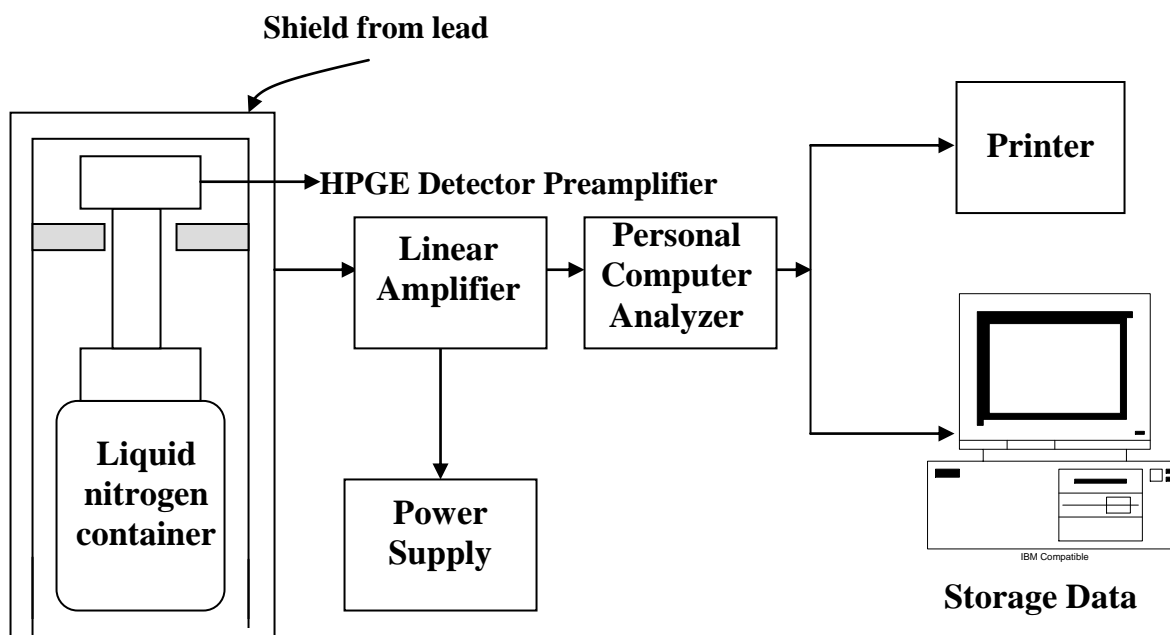 Shield from lead
Printer
HPGE Detector Preamplifier
Linear
Amplifier
Personal
Computer
Analyzer
Liquid
nitrogen
container
Power
Supply
IBM Compatible
Storage Data